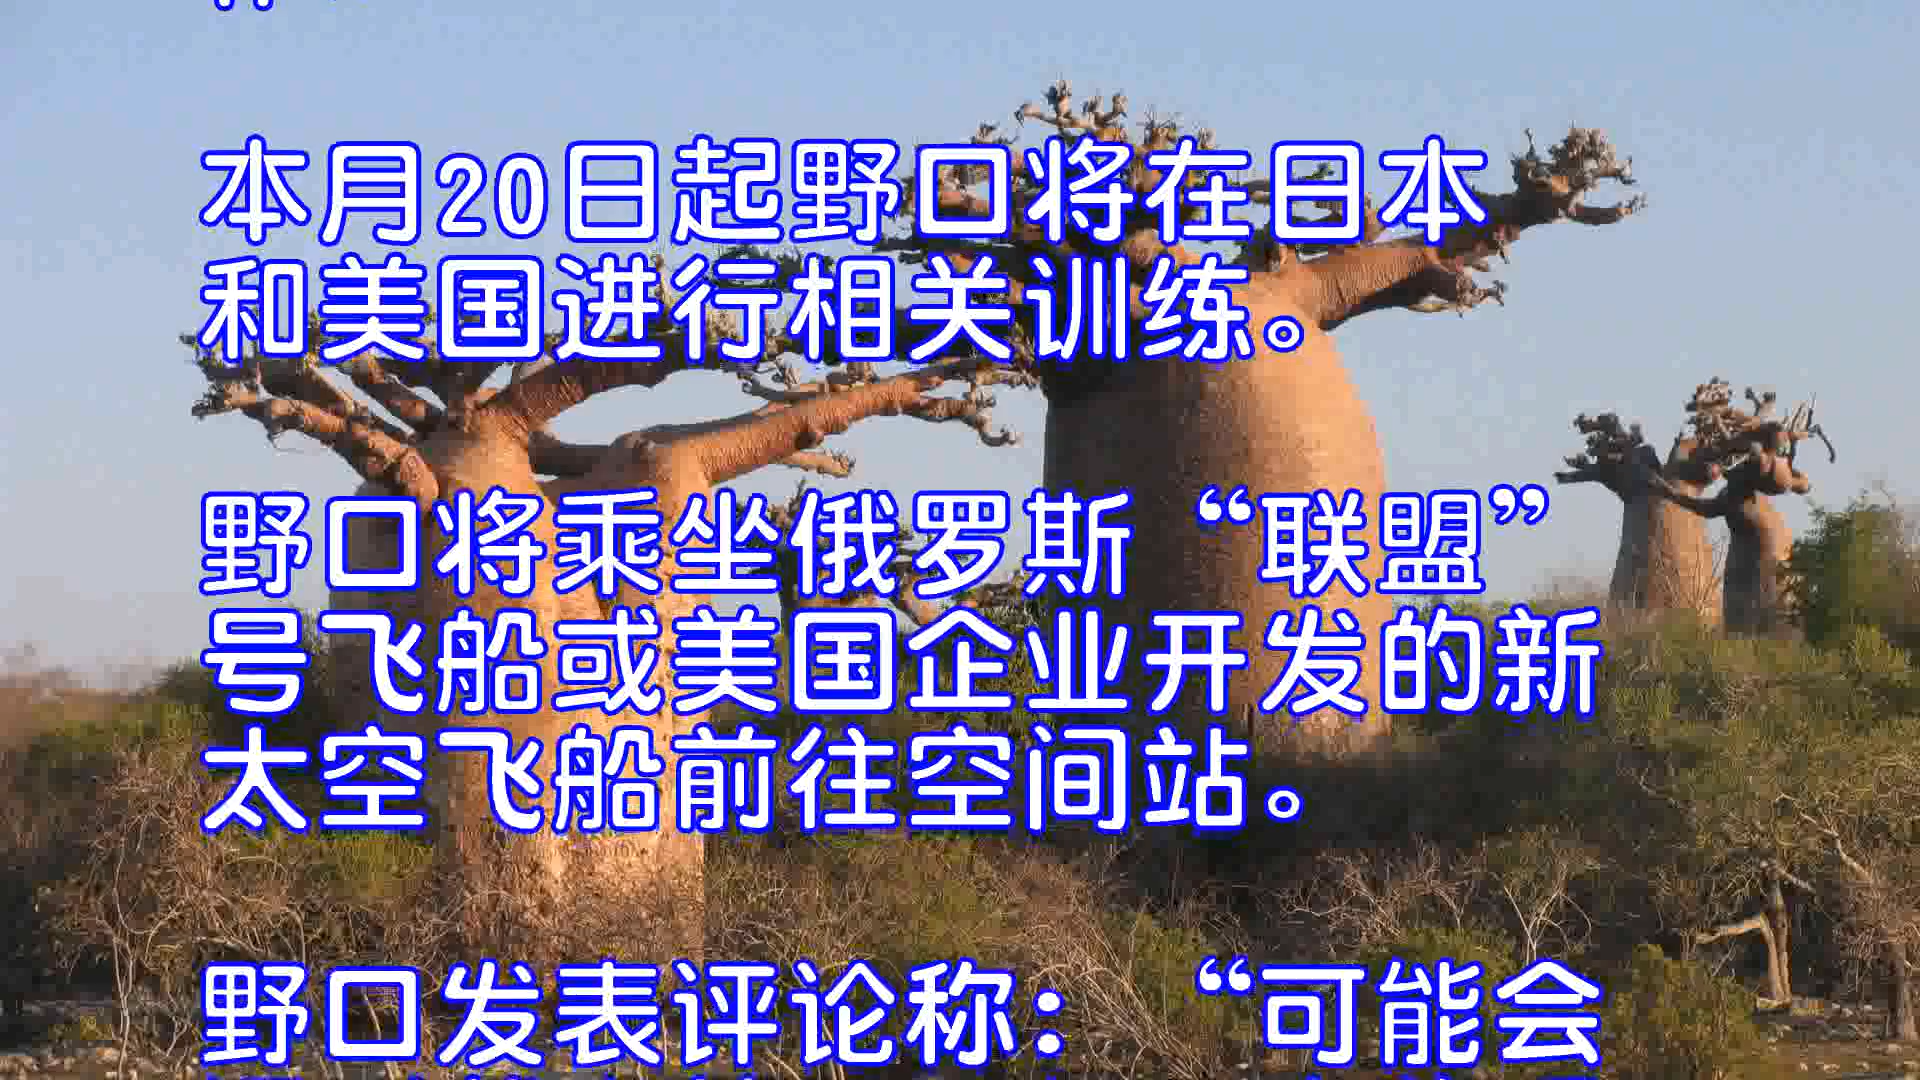 本月20日起野口将在日本
和美国进行相关训练。
野口将乘坐俄罗斯“联盟”
号飞船或美国企业开发的新
太空飞船前往空间站。
野口发表评论称：“可能会